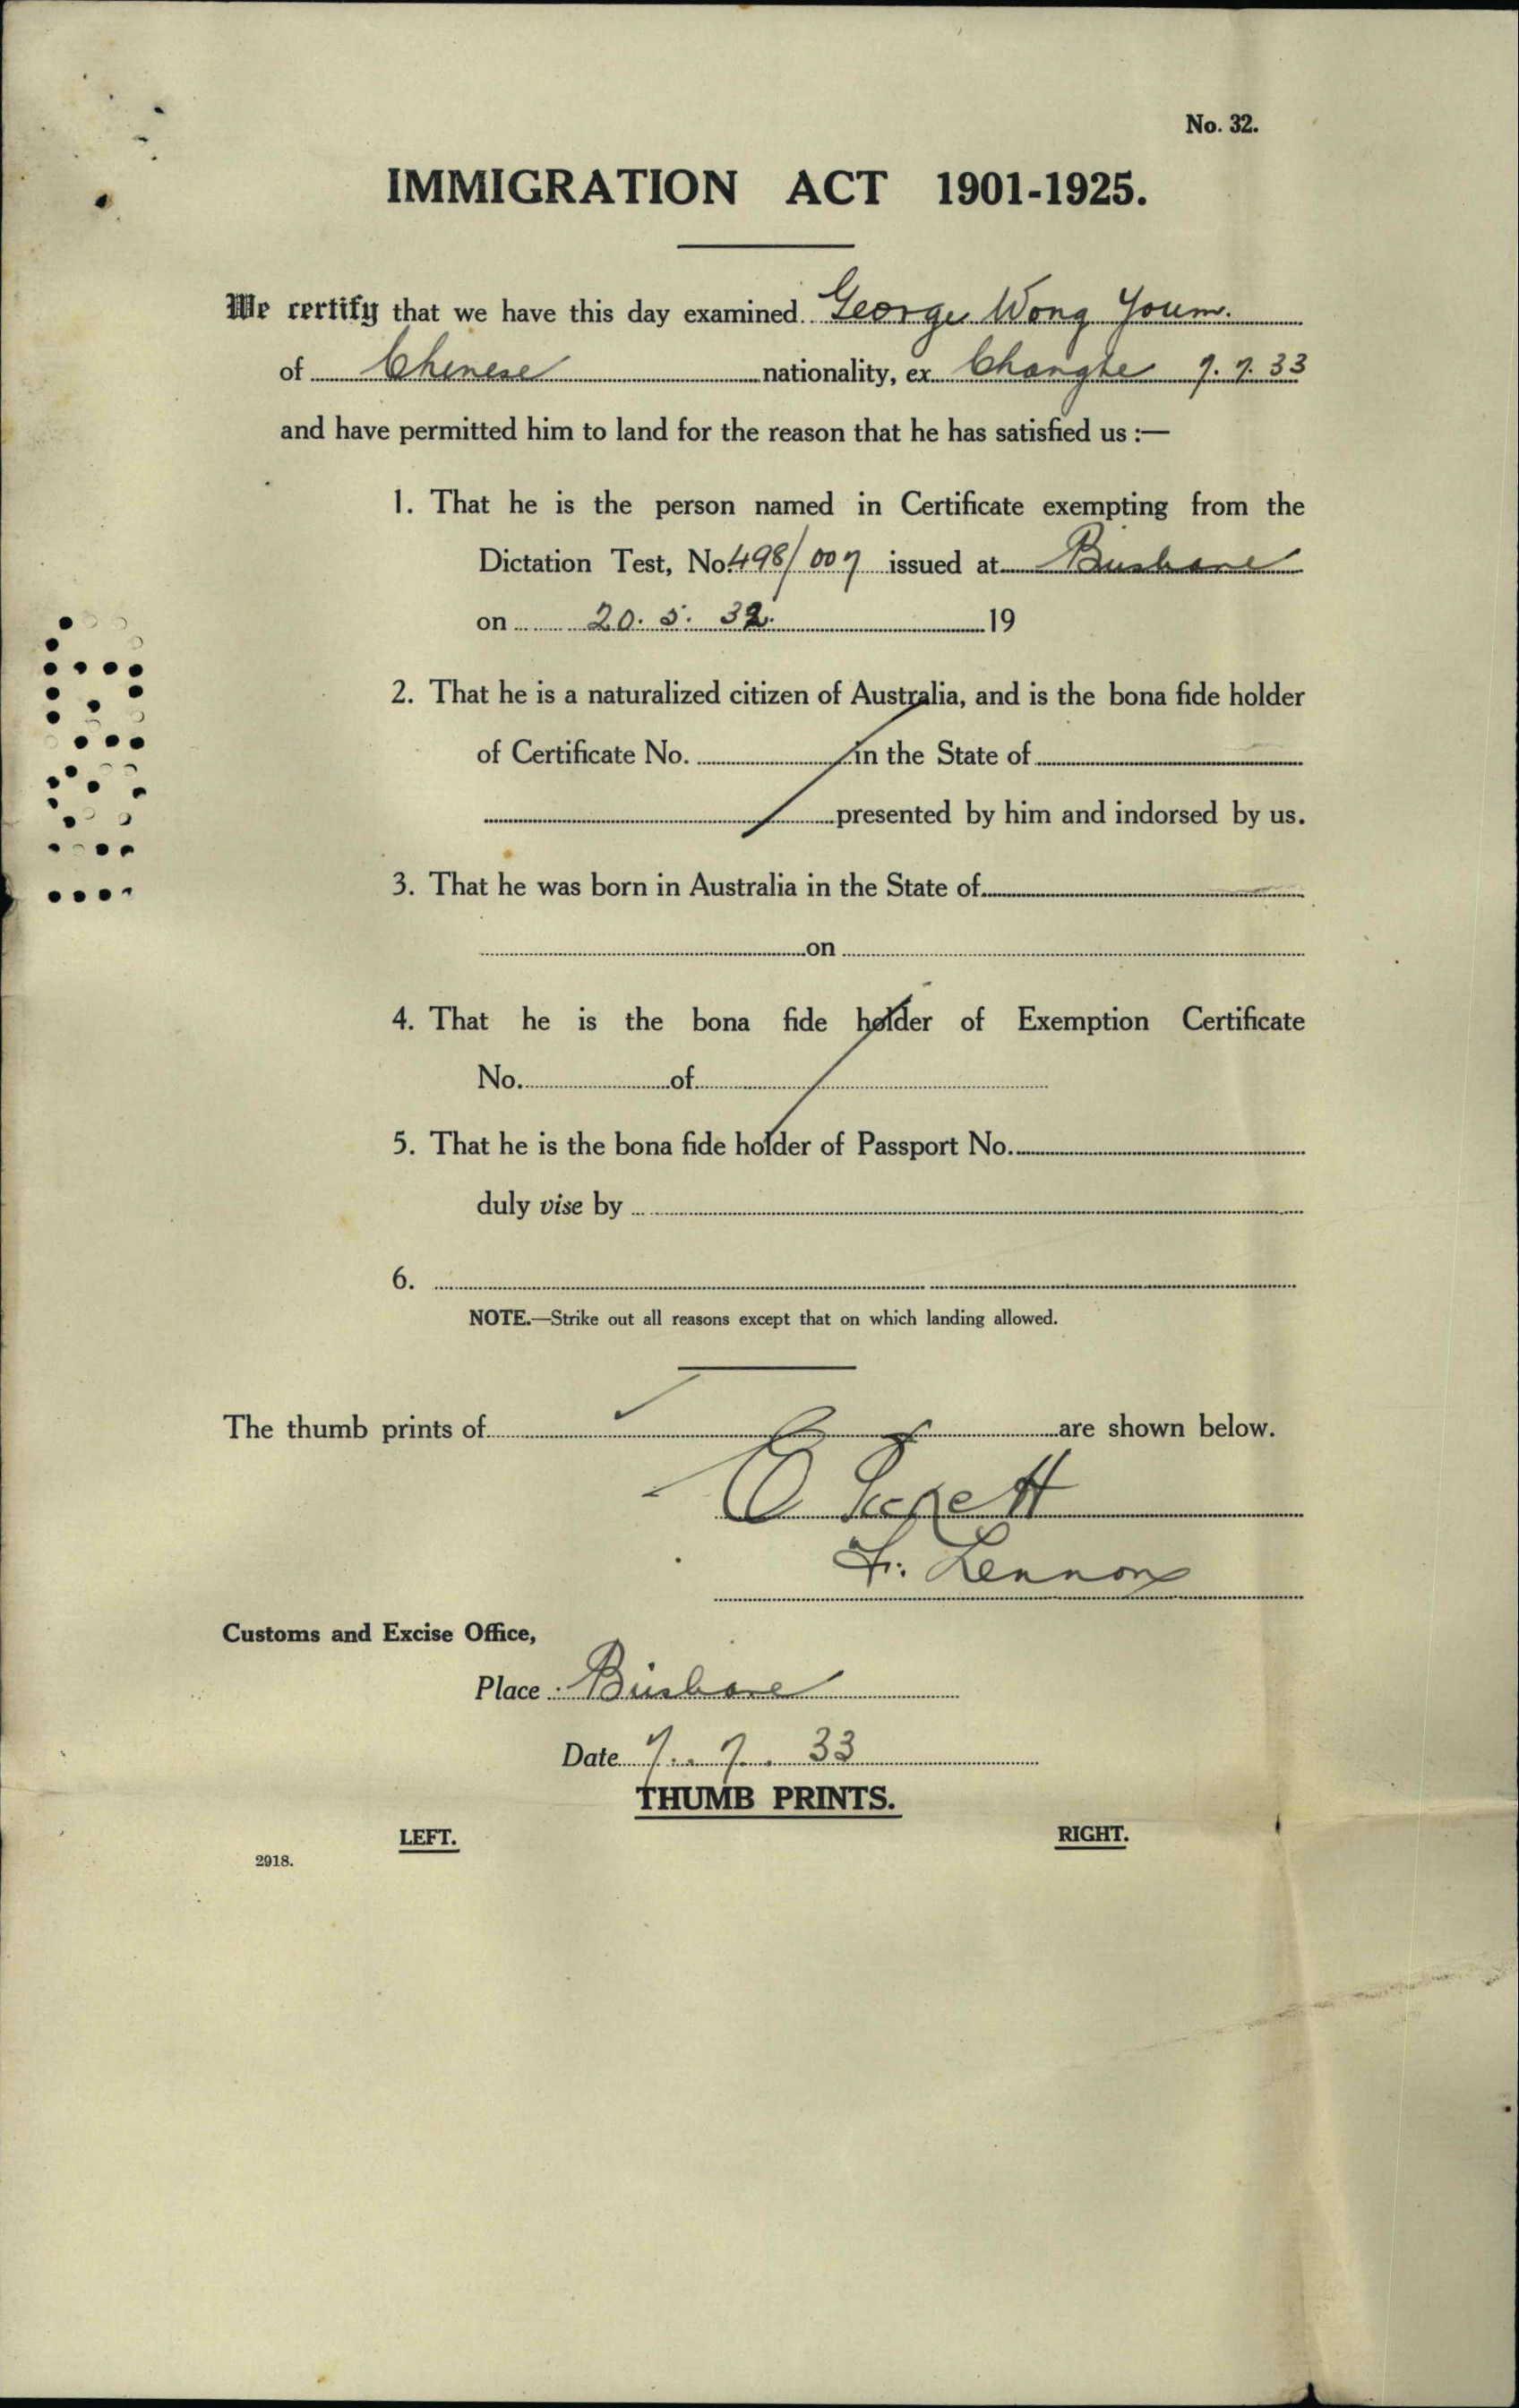 No. 32.
IMMIGRATION ACT 1901-1925.
We certify that we have this day examined George Wong Youm.
of Chinese nationality, ex Changte 7. 7. 33
and have permitted him to land for the reason that he has satisfied us :—
1. That he is the person named in Certificate exempting from the
Dictation Test, No. 498/007 issued at Brisbane
on 20. 5. 32. 19
2. That he is a naturalized citizen of Australia, and is the bona fide holder
of Certificate No. in the State of
presented by him and indorsed by us.
3. That he was born in Australia in the State of
on
4. That he is the bona fide holder of Exemption Certificate
No. of
5. That he is the bona fide holder of Passport No.
duly vise by
6.
NOTE.—Strike out all reasons except that on which landing allowed.
The thumb prints of are shown below.
Lennox
Customs and Excise Office,
Place Brisbane
Date 7. 7. 33
THUMB PRINTS.
LEFT. RIGHT.
2918.